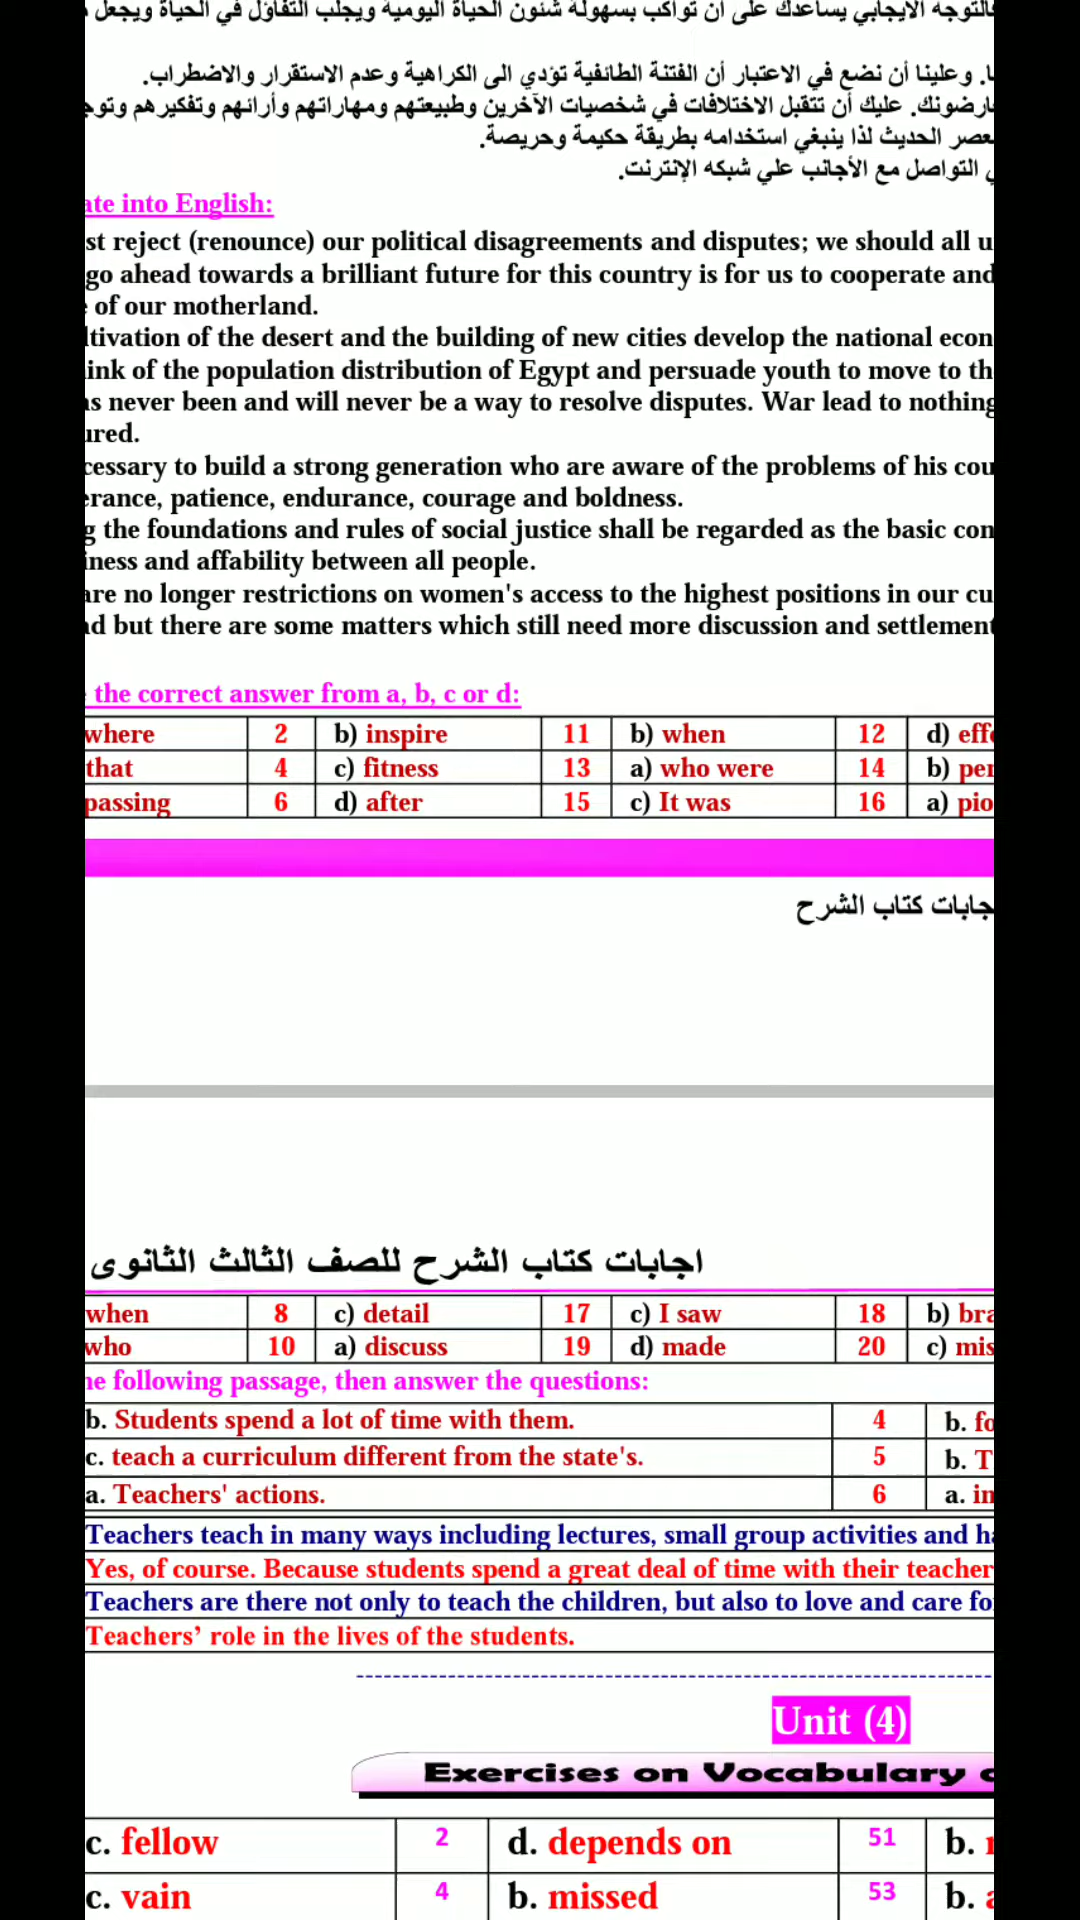 فالتوجه الايجابي يساعدك على ان تواكب بسهولة شئون الحياة اليومية ويجلب التفاؤل في الحياة ويجعل
وعلينا أن نضع في الاعتبار أن الفتنة الطائفية تؤدي الى الكراهية وعدم الاستقرار والاضطراب.
عليك أن تتقبل الاختلافات في شخصيات الآخرين وطبيعتهم ومهاراتهم وأرائهم وتفكيرهم
الحديث لذا ينبغي استخدامه بطريقة حكيمة وحريصة.
التواصل مع الأجانب علي شبكه الإنترنت.
ate into English:
st reject (renounce) our political disagreements and disputes; we should all u
go ahead towards a brilliant future for this country is for us to cooperate and
of our motherland.
ltivation of the desert and the building of new cities develop the national econ
ink of the population distribution of Egypt and persuade youth to move to th
as never been and will never be a way to resolve disputes. War lead to nothing
ured.
cessary to build a strong generation who are aware of the problems of his cou
erance, patience, endurance, courage and boldness.
g the foundations and rules of social justice shall be regarded as the basic con
iness and affability between all people.
are no longer restrictions on women's access to the highest positions in our cu
ad but there are some matters which still need more discussion and settlement
the correct answer from a, b, c or d:
where 2 b) inspire 11 b) when 12 d) effe
that 4 c) fitness 13 a) who were 14 b) per
passing 6 d) after 15 c) It was 16 a) pio
جابات كتاب الشرح
اجابات كتاب الشرح للصف الثالث الثانوى
when 8 c) detail 17 c) I saw 18 b) bra
who 10 a) discuss 19 d) made 20 c) mis
he following passage, then answer the questions:
b. Students spend a lot of time with them. 4 b. fo
c. teach a curriculum different from the state's. 5 b. T
a. Teachers' actions. 6 a. in
Teachers teach in many ways including lectures, small group activities and ha
Yes, of course. Because students spend a great deal of time with their teacher
Teachers are there not only to teach the children, but also to love and care fo
Teachers’ role in the lives of the students.
Unit (4)
Exercises on Vocabulary
c. fellow 2 d. depends on 51 b.
c. vain 4 b. missed 53 b.